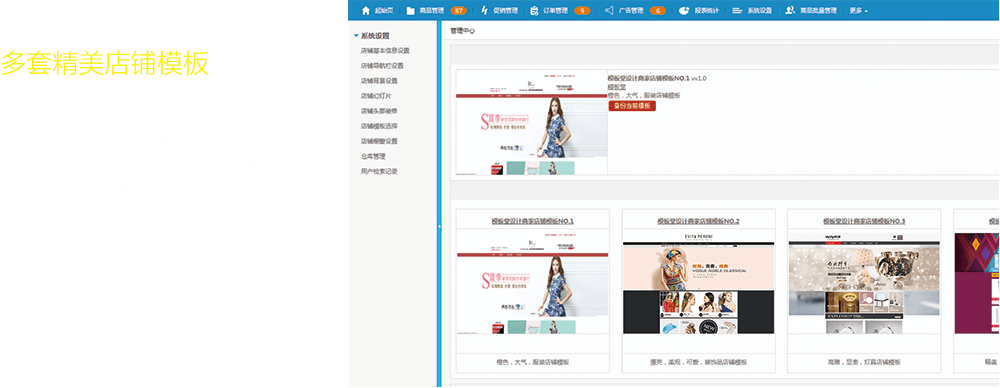 多套精美店铺模板
起始页 商品管理 87 促销管理 订单管理 9 广告管理 6 报表统计 系统设置 商品批量管理 更多
系统设置
店铺基本信息设置
店铺导航栏设置
店铺背景设置
店铺幻灯片
店铺头部装修
店铺模板选择
店铺橱窗设置
仓库管理
用户检索记录
管理中心
模板堂设计商家店铺模板NO.1 vv1.0
模板堂
橙色，大气，服装店铺模板
备份当前模板
模板堂设计商家店铺模板NO.1
橙色，大气，服装店铺模板
模板堂设计商家店铺模板NO.2
EVITA PERONI
时尚，青春，经典
VOGUE.NOBLE.CLASSICAL
漂亮，美观，可爱，装饰品店铺模板
模板堂设计商家店铺模板NO.3
EXPLOSION
高雅，显贵，灯具店铺模板
模
精美